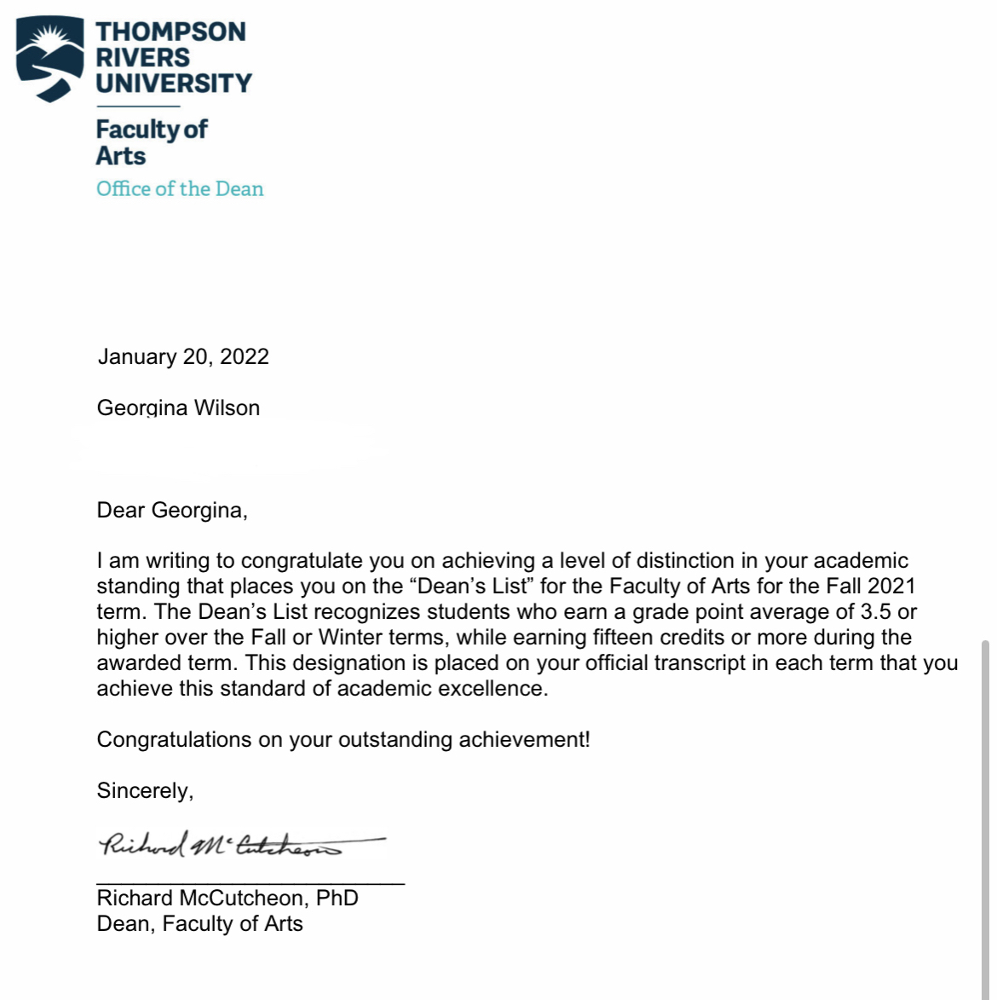 THOMPSON
RIVERS
UNIVERSITY
Faculty of
Arts
Office of the Dean
January 20, 2022
Georgina Wilson
Dear Georgina,
I am writing to congratulate you on achieving a level of distinction in your academic
standing that places you on the “Dean’s List” for the Faculty of Arts for the Fall 2021
term. The Dean’s List recognizes students who earn a grade point average of 3.5 or
higher over the Fall or Winter terms, while earning fifteen credits or more during the
awarded term. This designation is placed on your official transcript in each term that you
achieve this standard of academic excellence.
Congratulations on your outstanding achievement!
Sincerely,
Richard McCutcheon
Richard McCutcheon, PhD
Dean, Faculty of Arts